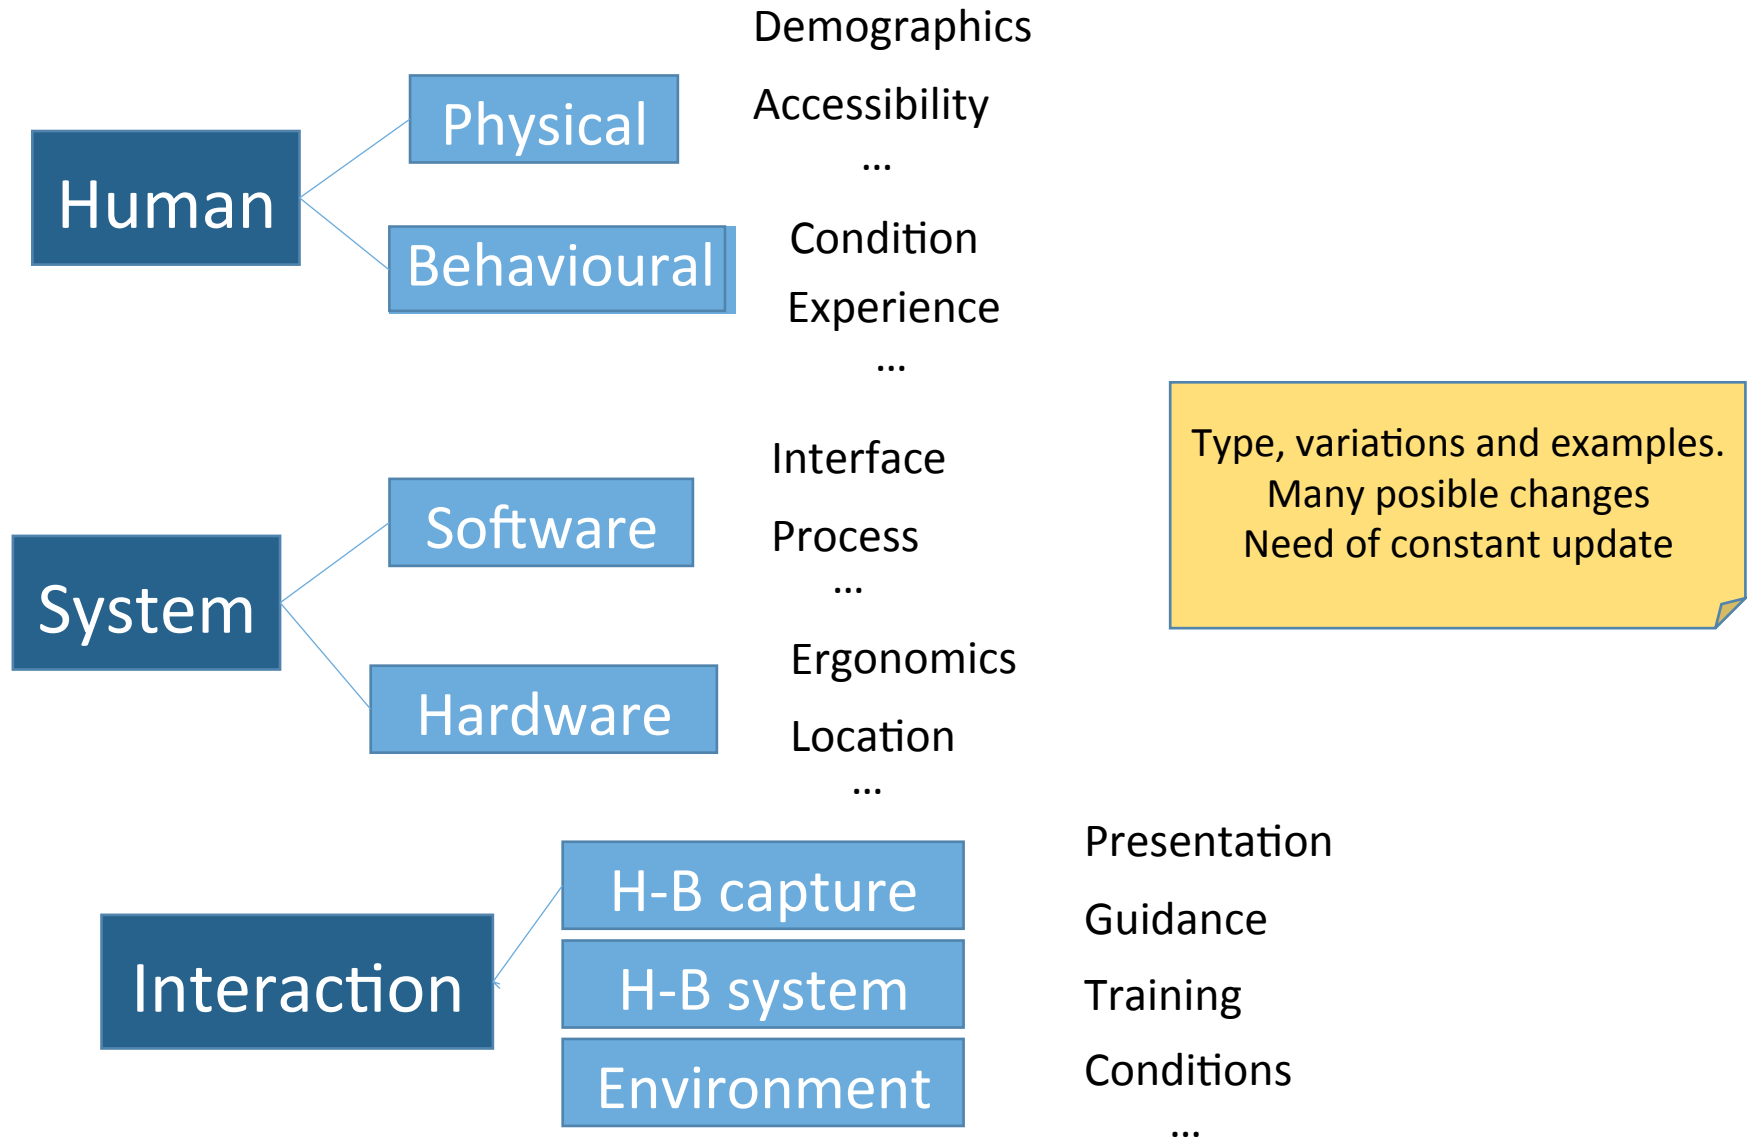 Human
Physical
Demographics
Accessibility
...
Behavioural
Condition
Experience
...
System
Software
Interface
Process
...
Hardware
Ergonomics
Location
...
Type, variations and examples.
Many posible changes
Need of constant update
Interaction
H-B capture
H-B system
Environment
Presentation
Guidance
Training
Conditions
...